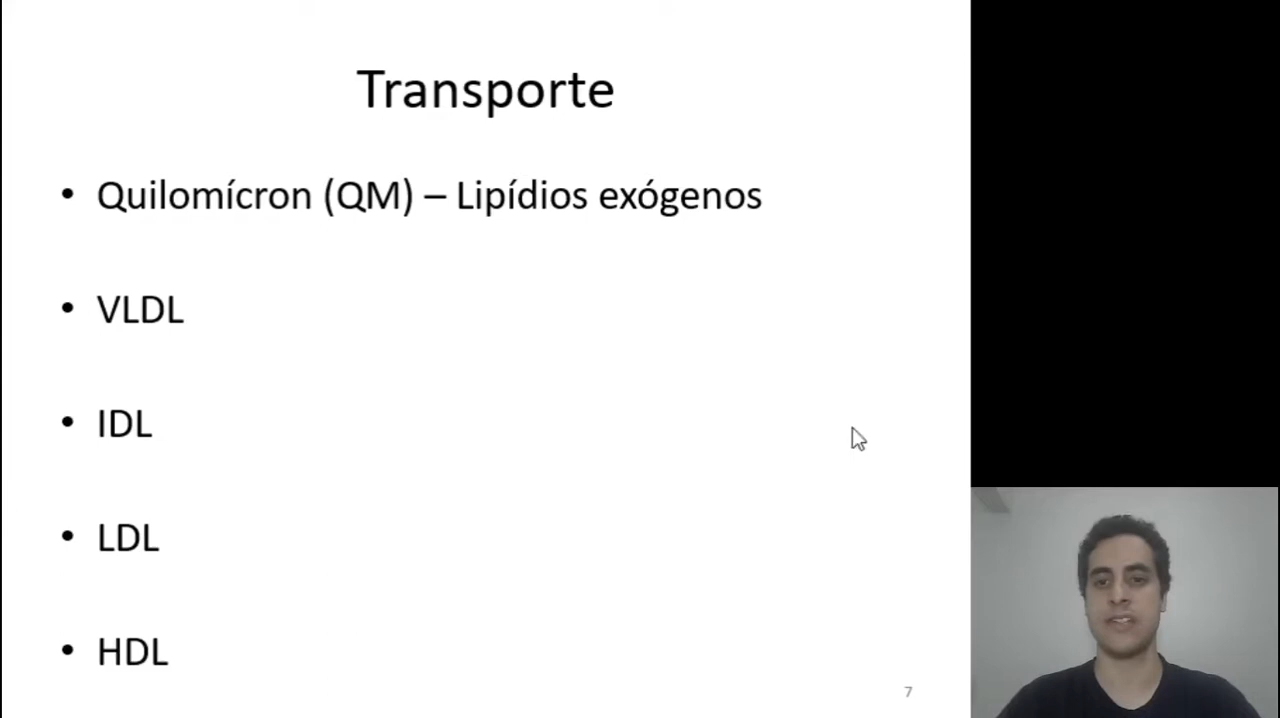 Transporte
• Quilomícron (QM) – Lipídios exógenos
• VLDL
• IDL
• LDL
• HDL
7